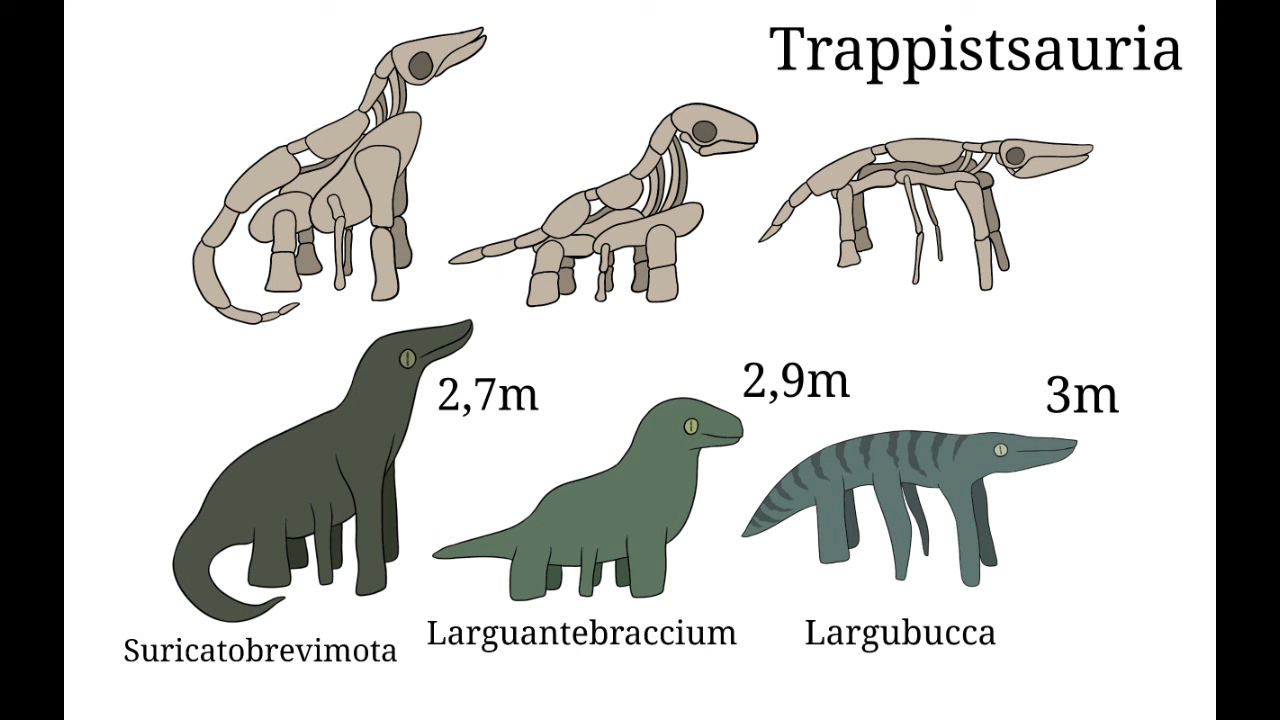 Trappistsauria
2,7m
2,9m
3m
Suricatobrevimota
Larguantebraccium
Largubucca